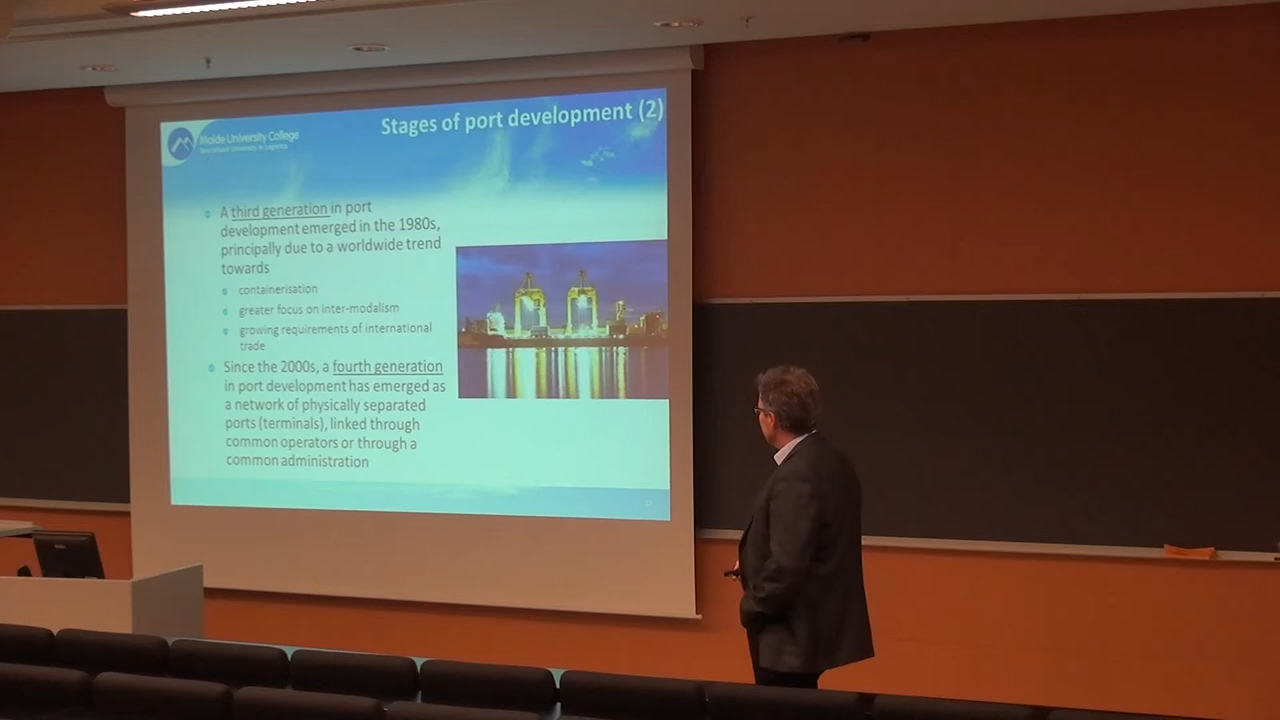 Stages of port development (2)
Molde University College
Specialized University in Logistics
A third generation in port
development emerged in the 1980s,
principally due to a worldwide trend
towards
containerisation
greater focus on inter-modalism
growing requirements of international
trade
Since the 2000s, a fourth generation
in port development has emerged as
a network of physically separated
ports (terminals), linked through
common operators or through a
common administration